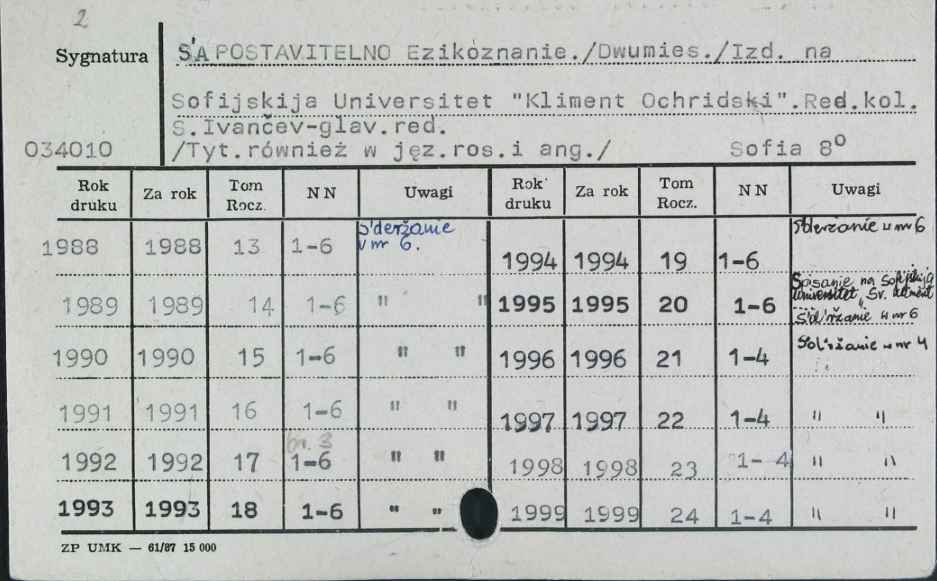 2
Sygnatura S'APOSTAVITELNO Ezikoznanie./Dwumies./Izd. na
Sofijskija Universitet "Kliment Ochridski".Red.kol.
S.Ivančev-glav.red.
034010 /Tyt.również w jęz.ros.i ang./ Sofia 8º
Rok druku Za rok Tom Rocz. NN Uwagi Rok druku Za rok Tom Rocz. NN Uwagi
1988 1988 13 1-6 S'deržanie v nr 6. 1994 1994 19 1-6 v nr 6
1989 1989 14 1-6 " " 1995 1995 20 1-6 Spisanie na Sofijskija Universitet Sv. Kliment S'd'ržanie v nr 6
1990 1990 15 1-6 " " 1996 1996 21 1-4 v nr 4
1991 1991 16 1-6 " " 1997 1997 22 1-4 " "
br. 3
1992 1992 17 1-6 " " 1998 1998 23 1-4 " "
1993 1993 18 1-6 " " 1999 1999 24 1-4 " "
ZP UMK — 61/87 15 000